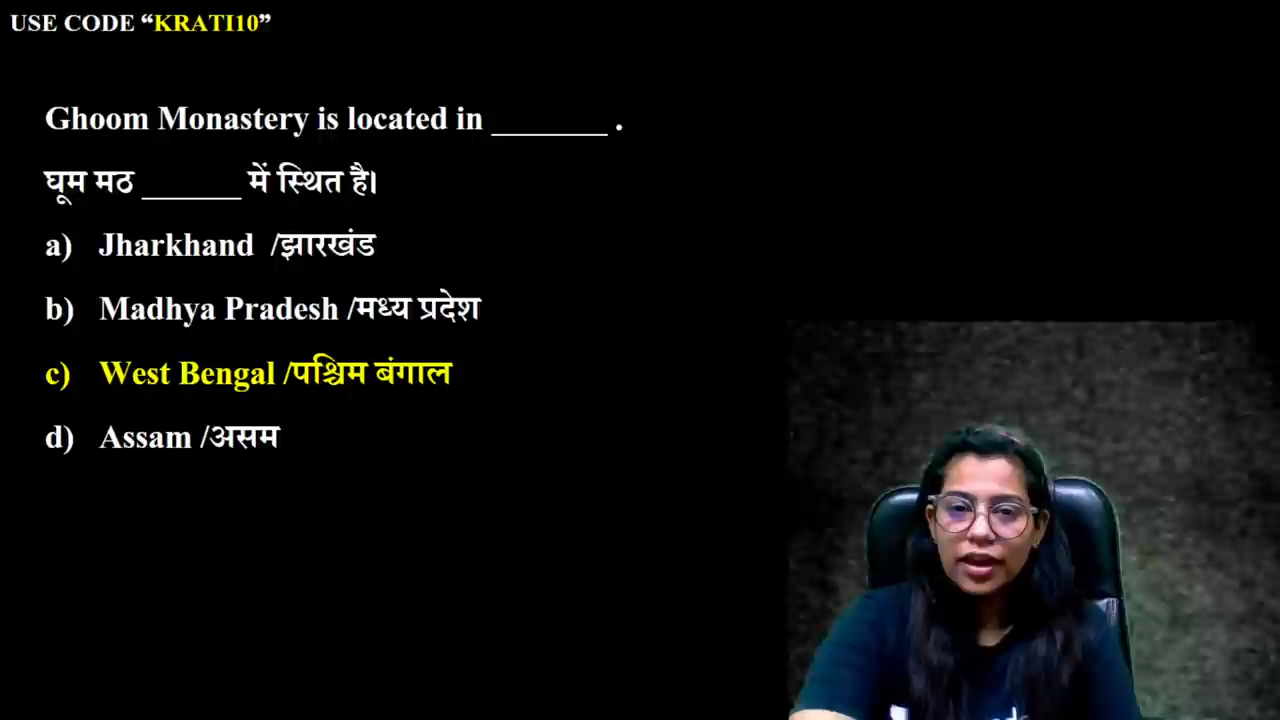 USE CODE “KRATI10”
Ghoom Monastery is located in _______ .
घूम मठ ______ में स्थित है।
a) Jharkhand /झारखंड
b) Madhya Pradesh /मध्य प्रदेश
c) West Bengal /पश्चिम बंगाल
d) Assam /असम